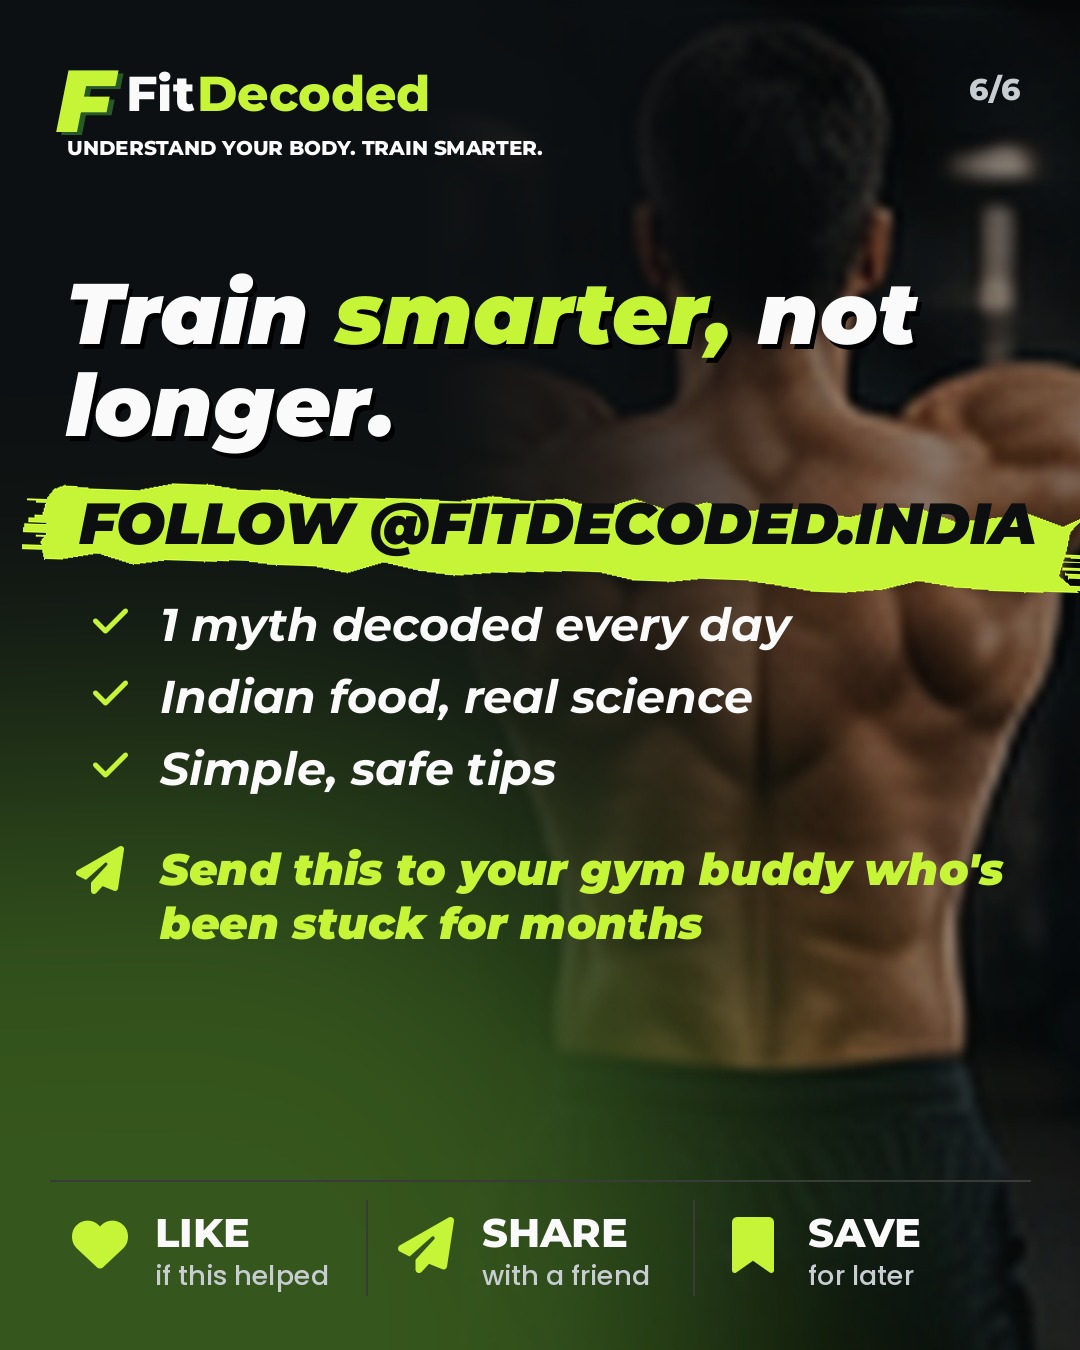 F FitDecoded
6/6
UNDERSTAND YOUR BODY. TRAIN SMARTER.
Train smarter, not
longer.
FOLLOW @FITDECODED.INDIA
1 myth decoded every day
Indian food, real science
Simple, safe tips
Send this to your gym buddy who's
been stuck for months
LIKE
if this helped
SHARE
with a friend
SAVE
for later